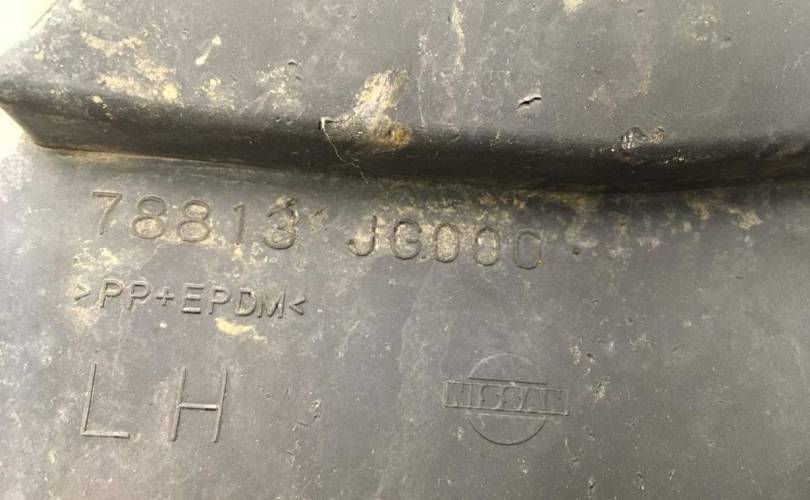 78813 JG000
>PP+EPDM<
LH
NISSAN